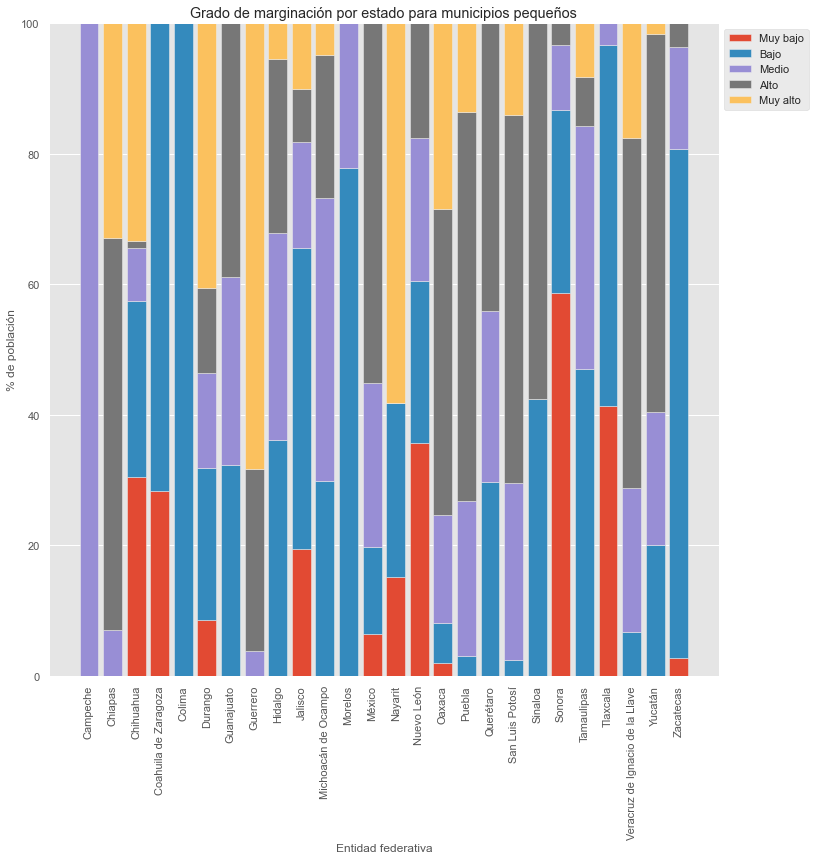 Grado de marginación por estado para municipios pequeños
Muy bajo
Bajo
Medio
Alto
Muy alto
% de población
100
80
60
40
20
0
Campeche
Chiapas
Chihuahua
Coahuila de Zaragoza
Colima
Durango
Guanajuato
Guerrero
Hidalgo
Jalisco
Michoacán de Ocampo
Morelos
México
Nayarit
Nuevo León
Oaxaca
Puebla
Querétaro
San Luis Potosí
Sinaloa
Sonora
Tamaulipas
Tlaxcala
Veracruz de Ignacio de la Llave
Yucatán
Zacatecas
Entidad federativa